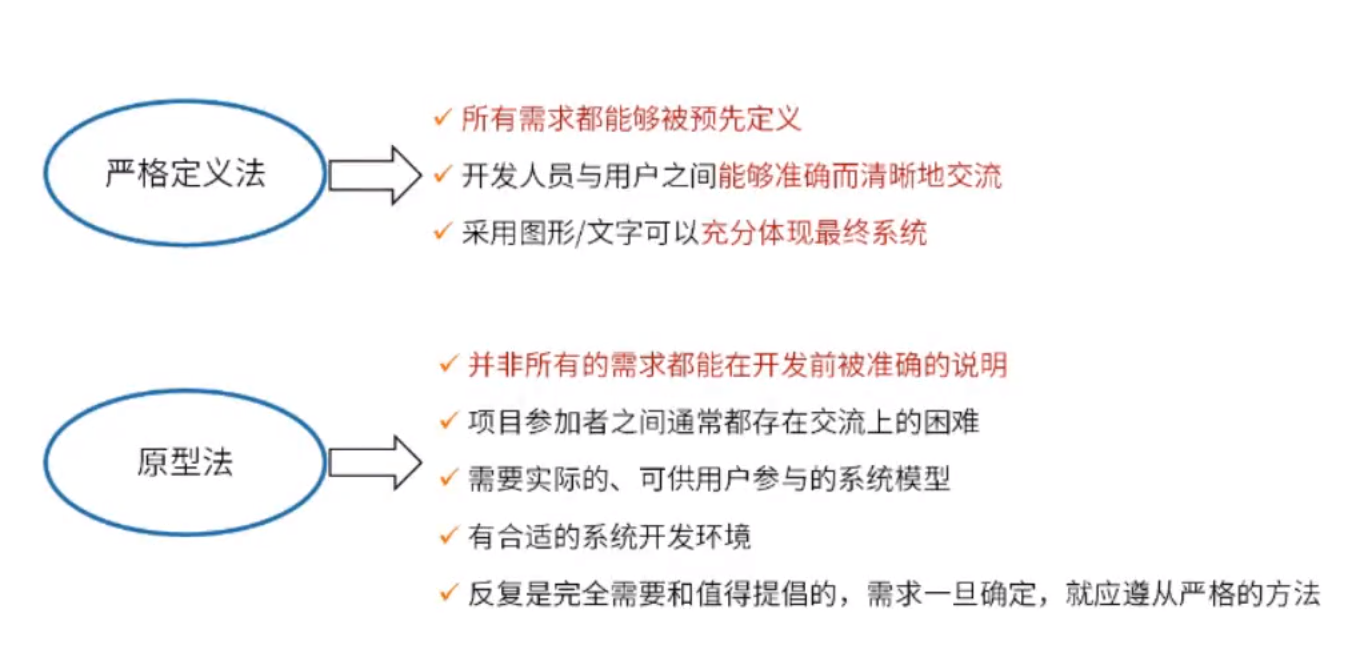 严格定义法
所有需求都能够被预先定义
开发人员与用户之间能够准确而清晰地交流
采用图形/文字可以充分体现最终系统
原型法
并非所有的需求都能在开发前被准确的说明
项目参加者之间通常都存在交流上的困难
需要实际的、可供用户参与的系统模型
有合适的系统开发环境
反复是完全需要和值得提倡的，需求一旦确定，就应遵从严格的方法